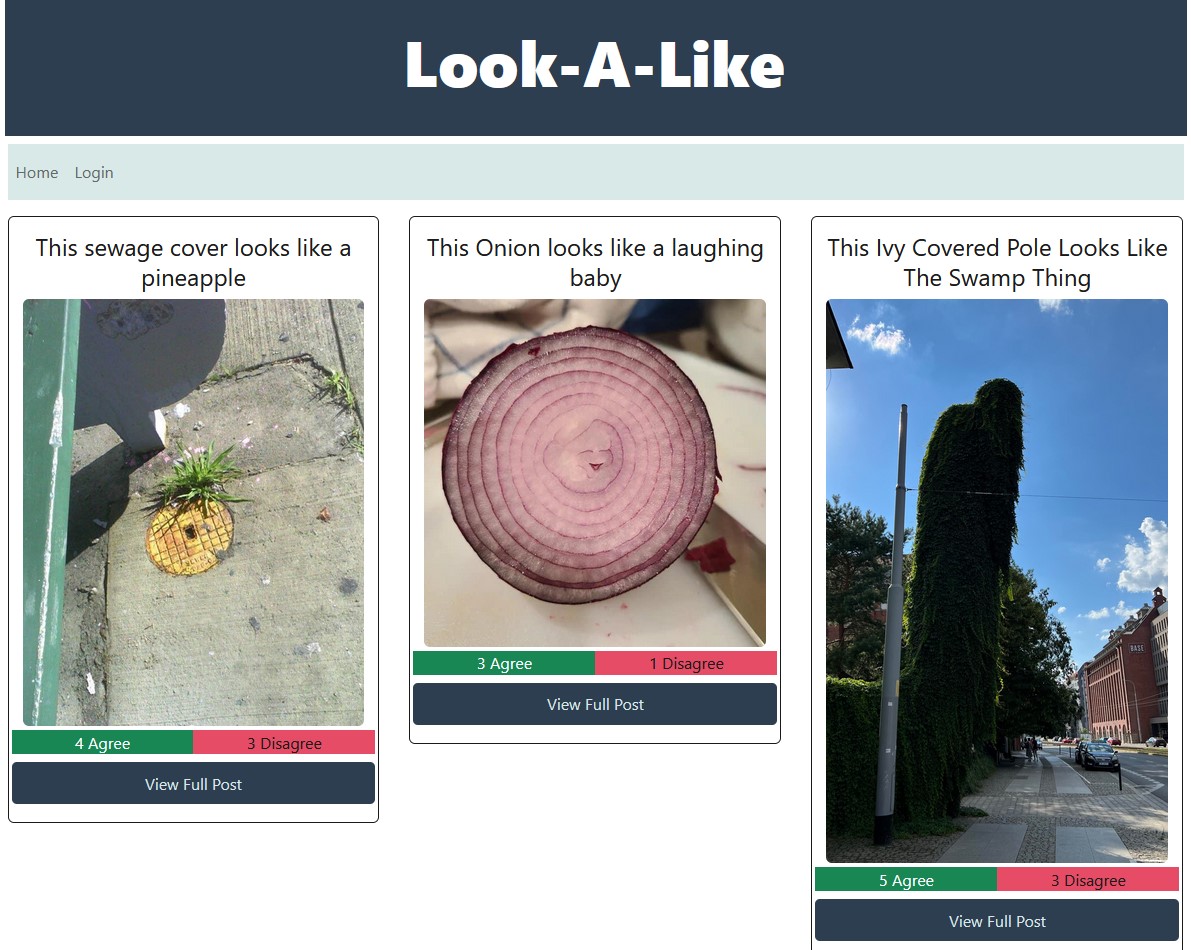 Look-A-Like
Home Login
This sewage cover looks like a
pineapple
4 Agree 3 Disagree
View Full Post
This Onion looks like a laughing
baby
3 Agree 1 Disagree
View Full Post
This Ivy Covered Pole Looks Like
The Swamp Thing
BASE
5 Agree 3 Disagree
View Full Post